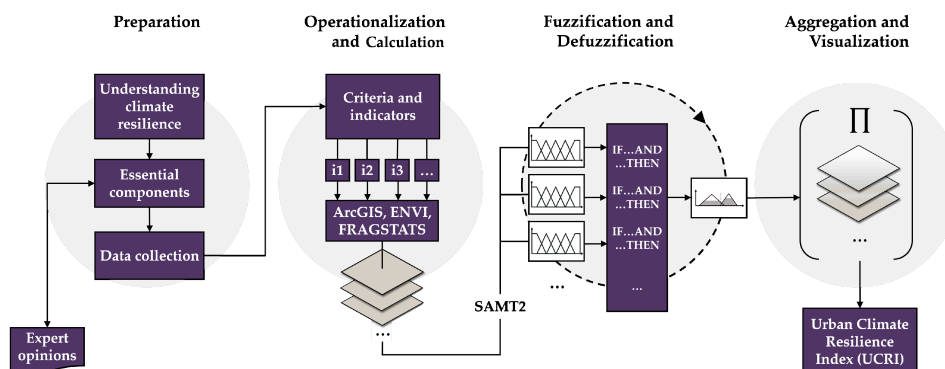 Preparation
Understanding
climate
resilience
Essential
components
Data collection
Expert
opinions
Operationalization
and Calculation
Criteria and
indicators
i1 i2 i3 ...
ArcGIS, ENVI,
FRAGSTATS
...
SAMT2
Fuzzification and
Defuzzification
IF...AND
...THEN
IF...AND
...THEN
IF...AND
...THEN
...
...
Aggregation and
Visualization
∏
...
Urban Climate
Resilience
Index (UCRI)